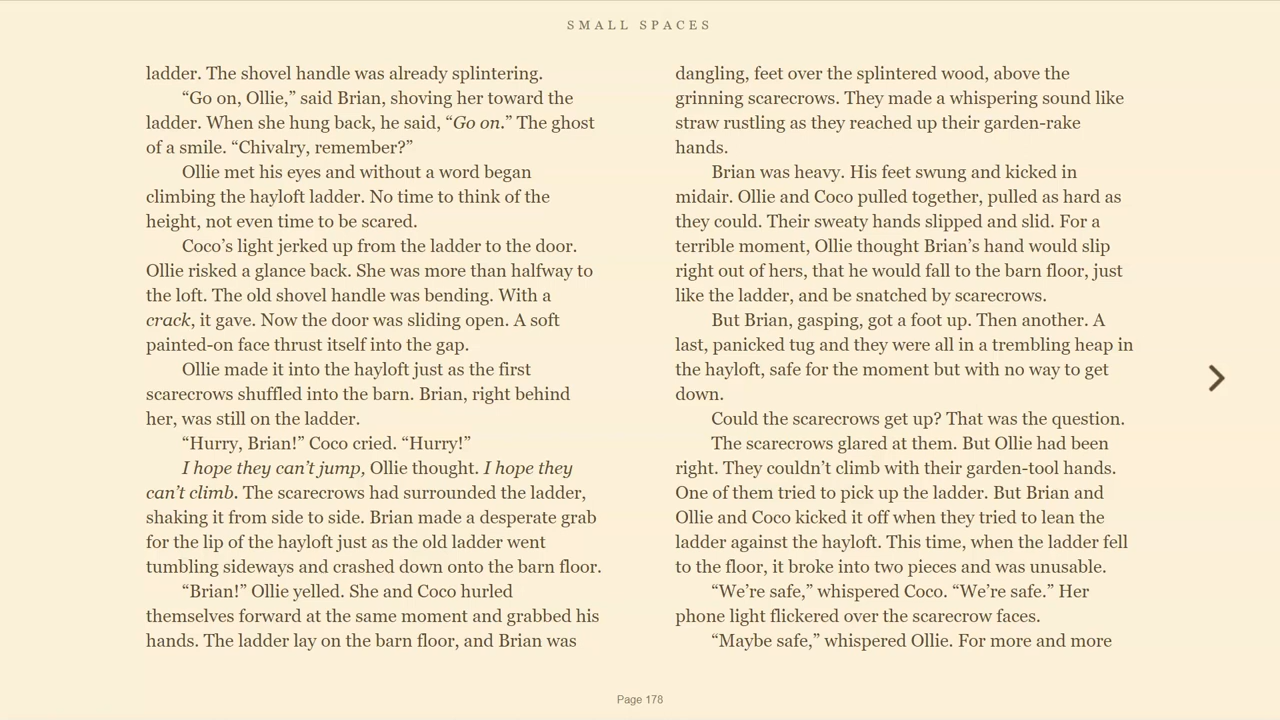 SMALL SPACES
ladder. The shovel handle was already splintering.
“Go on, Ollie,” said Brian, shoving her toward the
ladder. When she hung back, he said, “Go on.” The ghost
of a smile. “Chivalry, remember?”
Ollie met his eyes and without a word began
climbing the hayloft ladder. No time to think of the
height, not even time to be scared.
Coco’s light jerked up from the ladder to the door.
Ollie risked a glance back. She was more than halfway to
the loft. The old shovel handle was bending. With a
crack, it gave. Now the door was sliding open. A soft
painted-on face thrust itself into the gap.
Ollie made it into the hayloft just as the first
scarecrows shuffled into the barn. Brian, right behind
her, was still on the ladder.
“Hurry, Brian!” Coco cried. “Hurry!”
I hope they can’t jump, Ollie thought. I hope they
can’t climb. The scarecrows had surrounded the ladder,
shaking it from side to side. Brian made a desperate grab
for the lip of the hayloft just as the old ladder went
tumbling sideways and crashed down onto the barn floor.
“Brian!” Ollie yelled. She and Coco hurled
themselves forward at the same moment and grabbed his
hands. The ladder lay on the barn floor, and Brian was
dangling, feet over the splintered wood, above the
grinning scarecrows. They made a whispering sound like
straw rustling as they reached up their garden-rake
hands.
Brian was heavy. His feet swung and kicked in
midair. Ollie and Coco pulled together, pulled as hard as
they could. Their sweaty hands slipped and slid. For a
terrible moment, Ollie thought Brian’s hand would slip
right out of hers, that he would fall to the barn floor, just
like the ladder, and be snatched by scarecrows.
But Brian, gasping, got a foot up. Then another. A
last, panicked tug and they were all in a trembling heap in
the hayloft, safe for the moment but with no way to get
down.
Could the scarecrows get up? That was the question.
The scarecrows glared at them. But Ollie had been
right. They couldn’t climb with their garden-tool hands.
One of them tried to pick up the ladder. But Brian and
Ollie and Coco kicked it off when they tried to lean the
ladder against the hayloft. This time, when the ladder fell
to the floor, it broke into two pieces and was unusable.
“We’re safe,” whispered Coco. “We’re safe.” Her
phone light flickered over the scarecrow faces.
“Maybe safe,” whispered Ollie. For more and more
Page 178